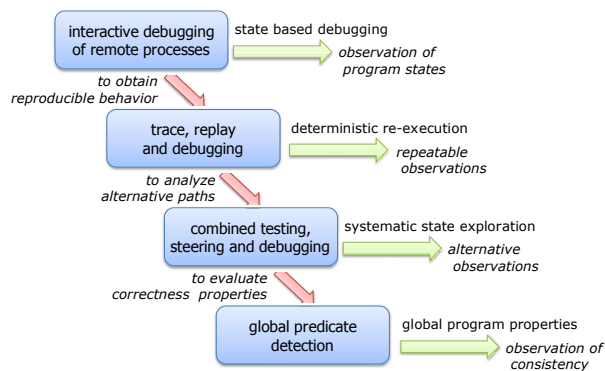 interactive debugging
of remote processes
state based debugging
observation of
program states
to obtain
reproducible behavior
trace, replay
and debugging
deterministic re-execution
repeatable
observations
to analyze
alternative paths
combined testing,
steering and debugging
systematic state exploration
alternative
observations
to evaluate
correctness properties
global predicate
detection
global program properties
observation of
consistency